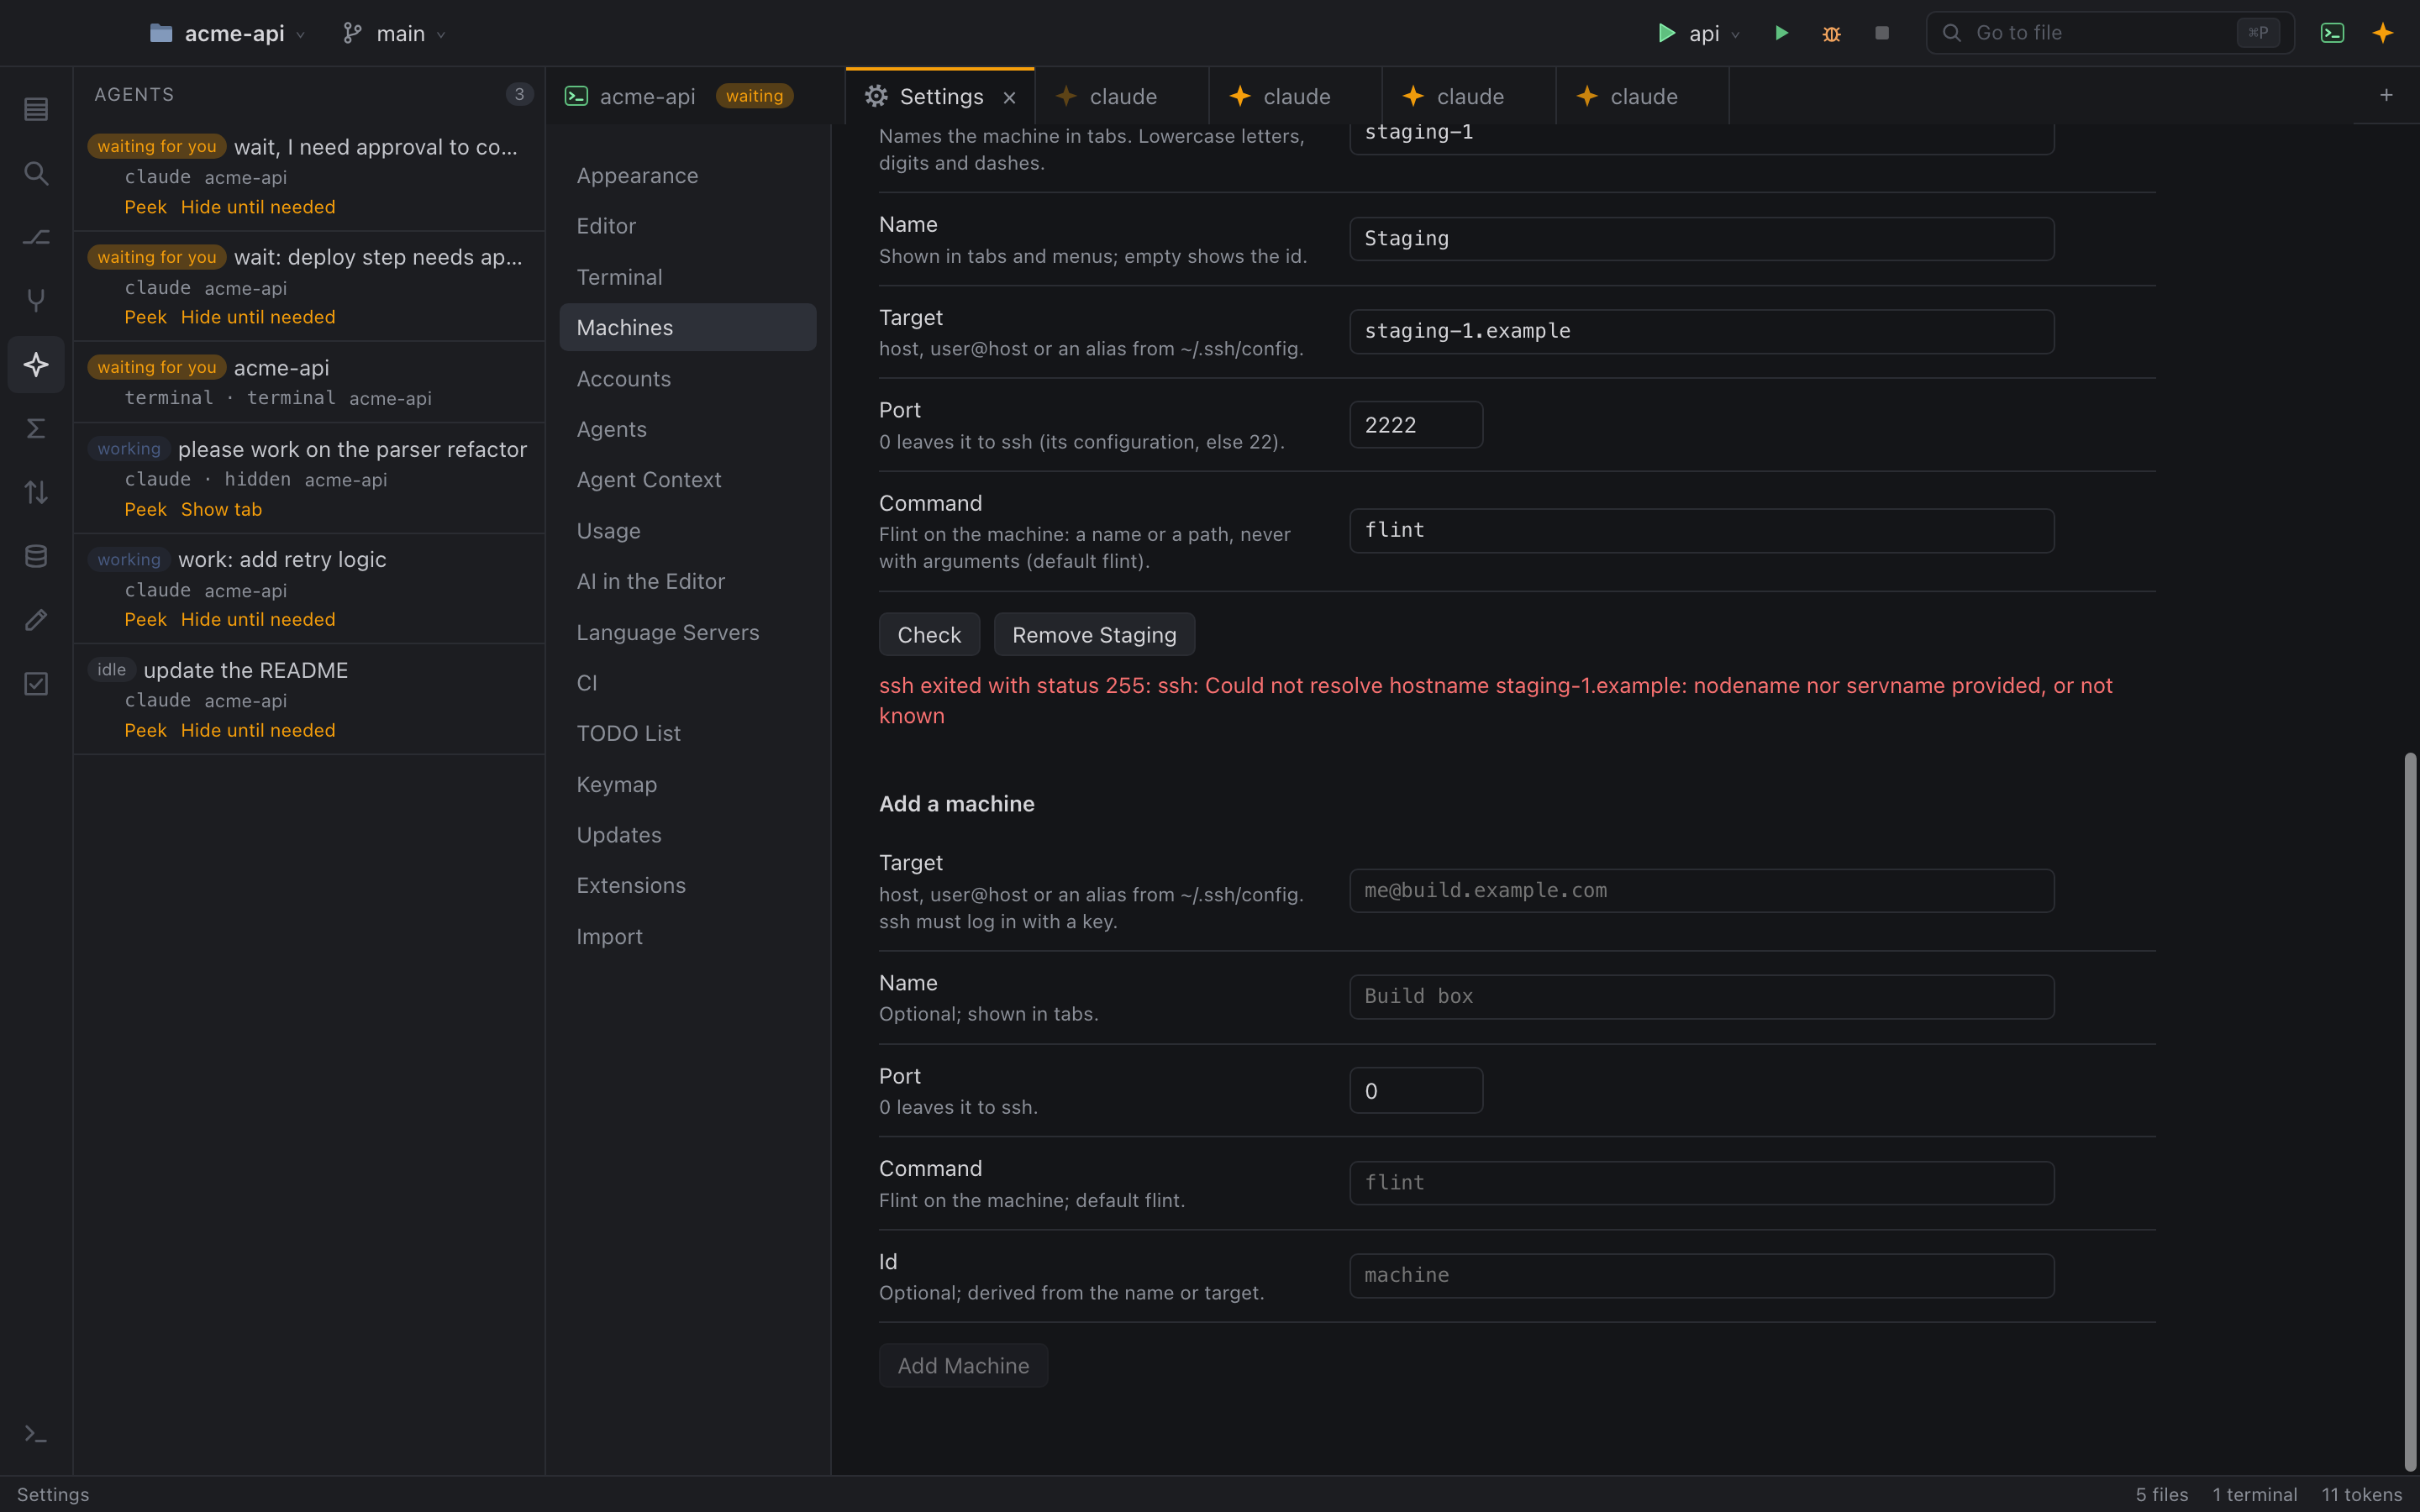 acme-api
main
api
Go to file
⌘P
AGENTS
3
waiting for you wait, I need approval to co...
claude acme-api
Peek Hide until needed
waiting for you wait: deploy step needs ap...
claude acme-api
Peek Hide until needed
waiting for you acme-api
terminal · terminal acme-api
working please work on the parser refactor
claude · hidden acme-api
Peek Show tab
working work: add retry logic
claude acme-api
Peek Hide until needed
idle update the README
claude acme-api
Peek Hide until needed
acme-api waiting
Settings
claude
claude
claude
claude
Appearance
Editor
Terminal
Machines
Accounts
Agents
Agent Context
Usage
AI in the Editor
Language Servers
CI
TODO List
Keymap
Updates
Extensions
Import
Names the machine in tabs. Lowercase letters,
digits and dashes.
staging-1
Name
Shown in tabs and menus; empty shows the id.
Staging
Target
host, user@host or an alias from ~/.ssh/config.
staging-1.example
Port
0 leaves it to ssh (its configuration, else 22).
2222
Command
Flint on the machine: a name or a path, never
with arguments (default flint).
flint
Check
Remove Staging
ssh exited with status 255: ssh: Could not resolve hostname staging-1.example: nodename nor servname provided, or not
known
Add a machine
Target
host, user@host or an alias from ~/.ssh/config.
ssh must log in with a key.
me@build.example.com
Name
Optional; shown in tabs.
Build box
Port
0 leaves it to ssh.
0
Command
Flint on the machine; default flint.
flint
Id
Optional; derived from the name or target.
machine
Add Machine
Settings
5 files
1 terminal
11 tokens